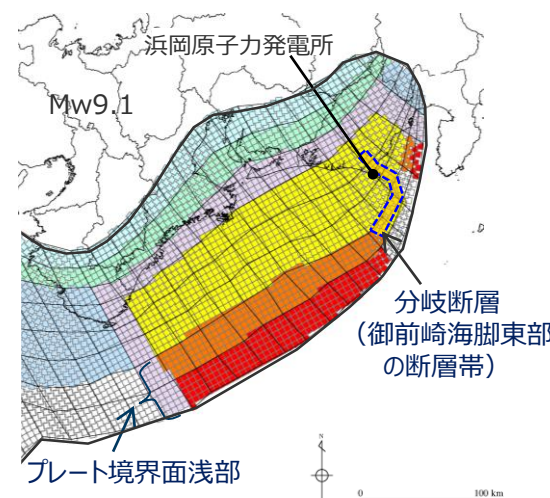 浜岡原子力発電所
Mw9.1
分岐断層
(御前崎海脚東部
の断層帯)
プレート境界面浅部
N
0 100 km